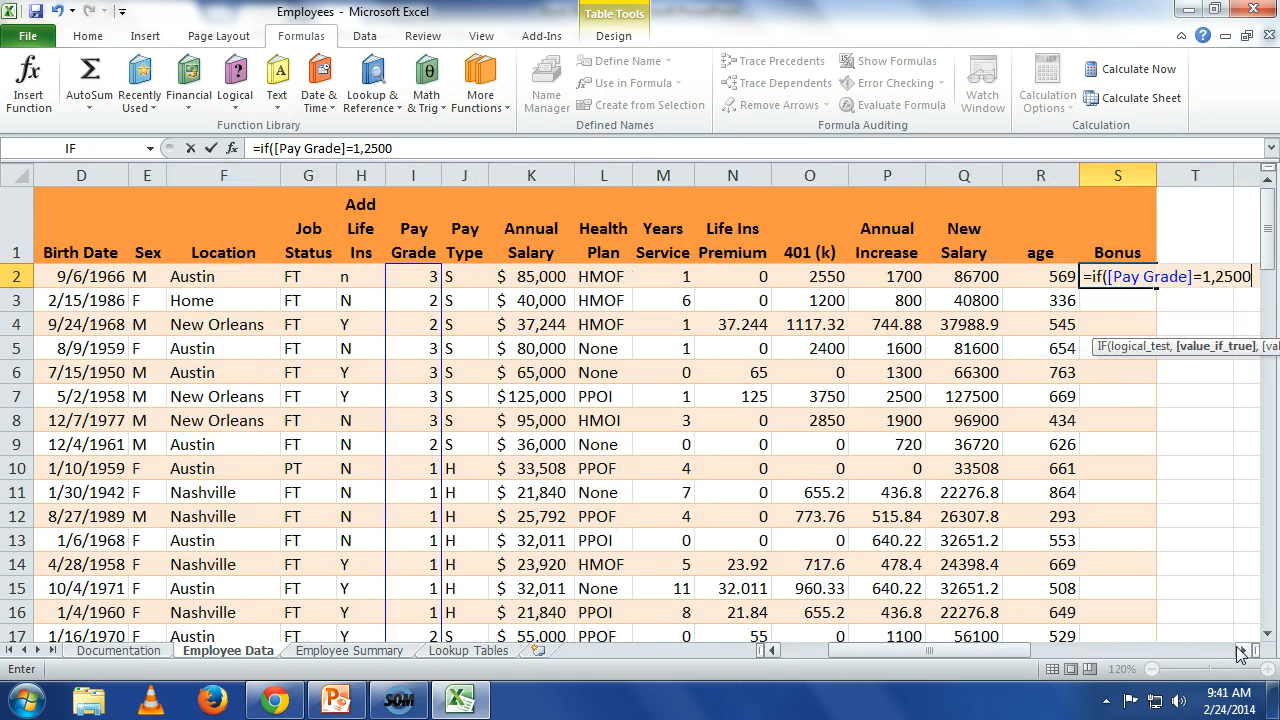 Employees - Microsoft Excel
Table Tools
File Home Insert Page Layout Formulas Data Review View Add-Ins Design
fx Insert Function
Σ AutoSum
Recently Used
Financial
Logical
Text
A
Date & Time
Lookup & Reference
θ Math & Trig
More Functions
Function Library
Name Manager
Define Name
Use in Formula
Create from Selection
Defined Names
Trace Precedents
Trace Dependents
Remove Arrows
Show Formulas
Error Checking
Evaluate Formula
Watch Window
Formula Auditing
Calculation Options
Calculate Now
Calculate Sheet
Calculation
IF fx =if([Pay Grade]=1,2500
D E F G H I J K L M N O P Q R S T
1 Birth Date Sex Location Job Status Add Life Ins Pay Grade Pay Type Annual Salary Health Plan Years Service Life Ins Premium 401 (k) Annual Increase New Salary age Bonus
2 9/6/1966 M Austin FT n 3 S $ 85,000 HMOF 1 0 2550 1700 86700 569 =if([Pay Grade]=1,2500
3 2/15/1986 F Home FT N 2 S $ 40,000 HMOF 6 0 1200 800 40800 336
4 9/24/1968 M New Orleans FT Y 2 S $ 37,244 HMOF 1 37.244 1117.32 744.88 37988.9 545
5 8/9/1959 F Austin FT N 3 S $ 80,000 None 1 0 2400 1600 81600 654
IF(logical_test, [value_if_true],
6 7/15/1950 M Austin FT Y 3 S $ 65,000 None 0 65 0 1300 66300 763
7 5/2/1958 M New Orleans FT Y 3 S $125,000 PPOI 1 125 3750 2500 127500 669
8 12/7/1977 M New Orleans FT N 3 S $ 95,000 HMOI 3 0 2850 1900 96900 434
9 12/4/1961 M Austin FT N 2 S $ 36,000 None 0 0 0 720 36720 626
10 1/10/1959 F Austin PT N 1 H $ 33,508 PPOF 4 0 0 0 33508 661
11 1/30/1942 F Nashville FT N 1 H $ 21,840 None 7 0 655.2 436.8 22276.8 864
12 8/27/1989 M Nashville FT N 1 H $ 25,792 PPOF 4 0 773.76 515.84 26307.8 293
13 1/6/1968 F Austin FT N 1 H $ 32,011 PPOI 0 0 0 640.22 32651.2 553
14 4/28/1958 F Austin FT Y 1 H $ 23,920 HMOF 5 23.92 717.6 478.4 24398.4 669
15 10/4/1971 F Austin FT Y 1 H $ 32,011 None 11 32.011 960.33 640.22 32651.2 508
16 1/4/1960 F Nashville FT Y 1 H $ 21,840 PPOI 8 21.84 655.2 436.8 22276.8 649
17 1/16/1970 F Austin FT Y 2 S $ 55,000 PPOF 0 55 0 1100 56100 529
Documentation Employee Data Employee Summary Lookup Tables
Enter 120%
SOM
9:41 AM
2/24/2014